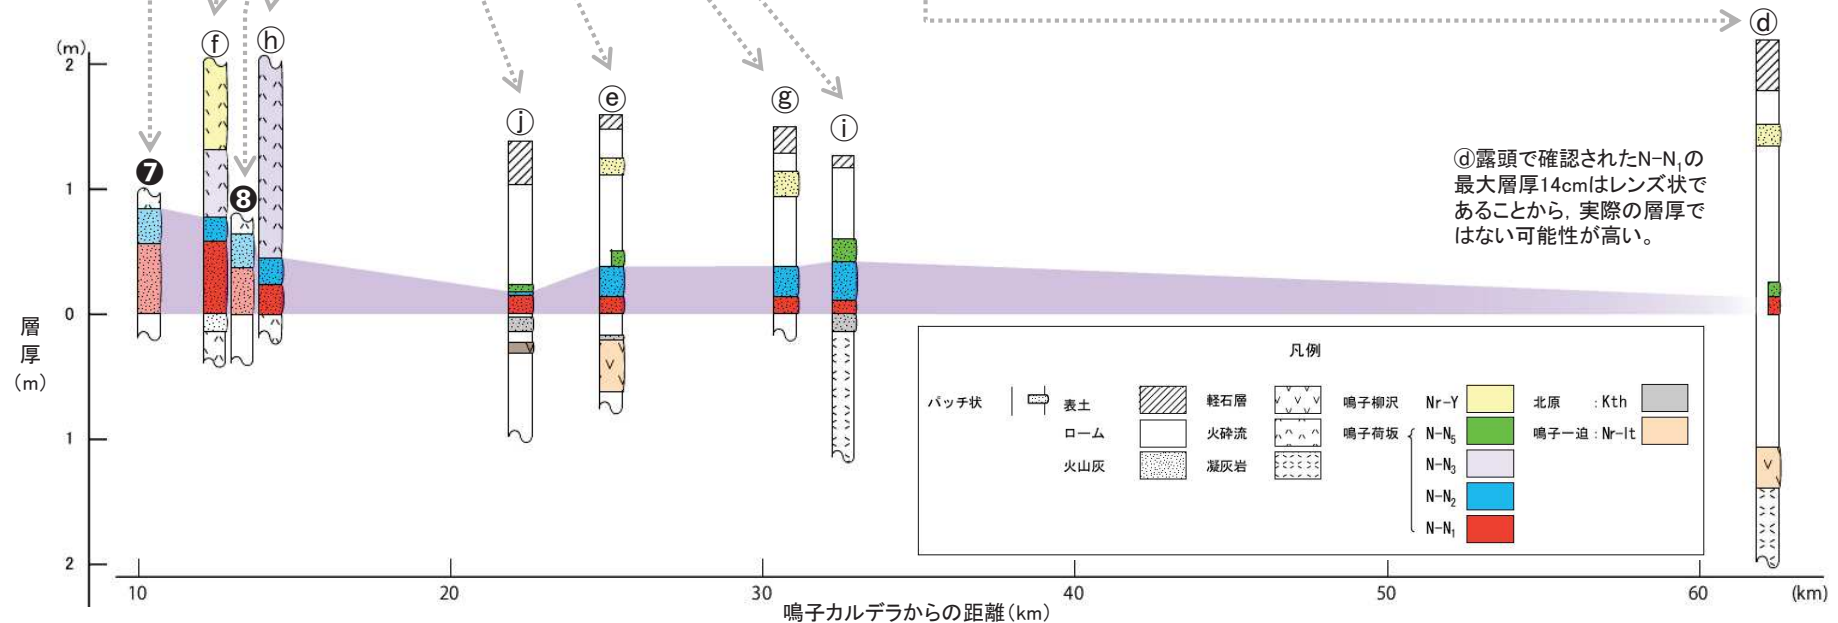 (m)
2
1
0
1
2
層
厚
(m)
❼
ⓕ
❽
ⓗ
ⓙ
ⓔ
ⓖ
ⓘ
ⓓ
ⓓ露頭で確認されたN-N₁の
最大層厚14cmはレンズ状で
あることから，実際の層厚で
はない可能性が高い。
凡例
パッチ状
表土
ローム
火山灰
軽石層
火砕流
凝灰岩
鳴子柳沢 Nr-Y
鳴子荷坂 N-N₅
N-N₃
N-N₂
N-N₁
北原 :Kth
鳴子一迫:Nr-It
10 20 30 40 50 60 (km)
鳴子カルデラからの距離(km)